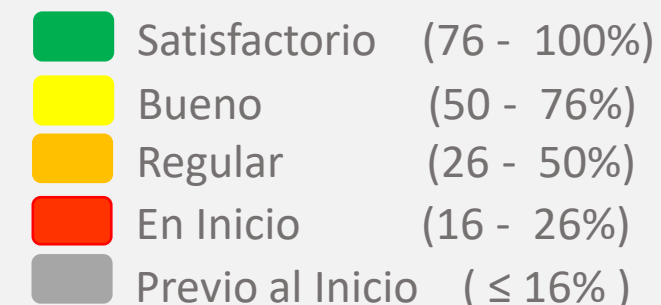 Satisfactorio (76 - 100%)
Bueno (50 - 76%)
Regular (26 - 50%)
En Inicio (16 - 26%)
Previo al Inicio ( ≤ 16% )